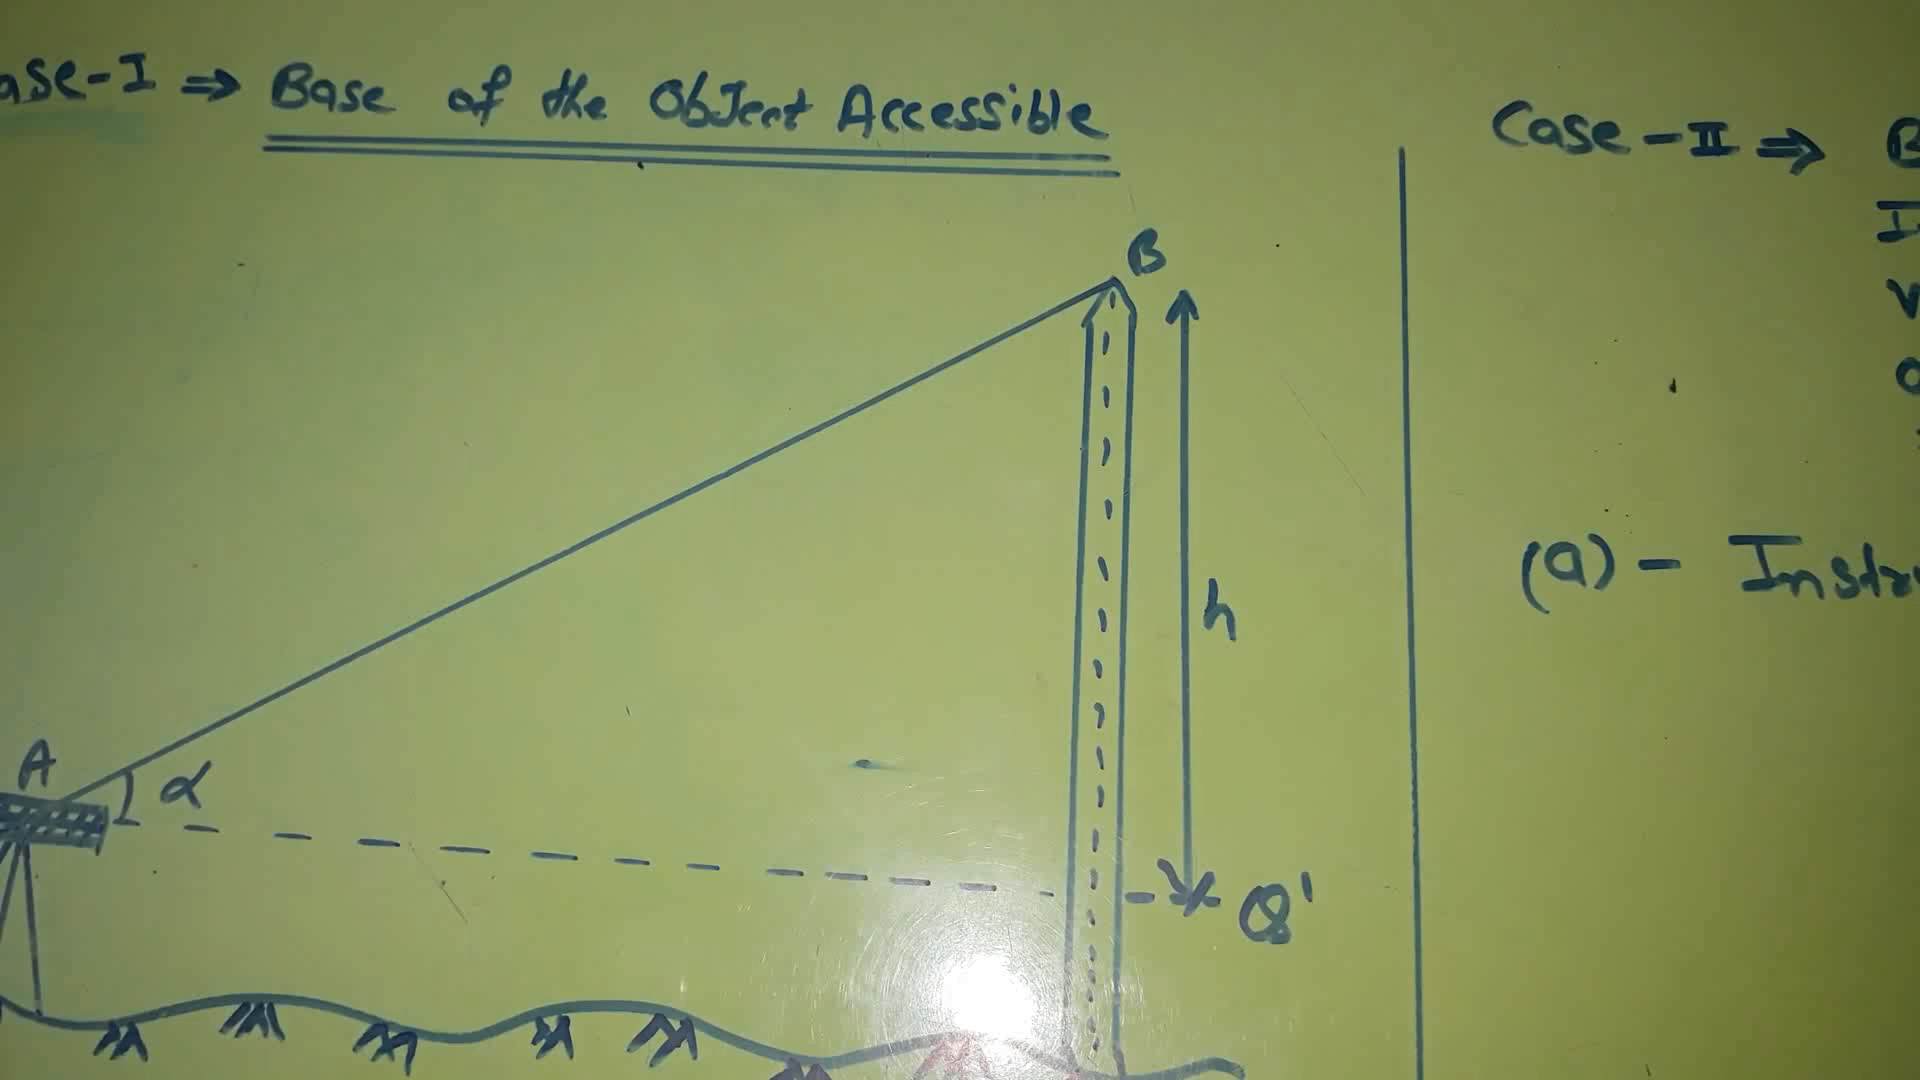 ase-I ⇒ Base of the Object Accessible
B
h
A
α
Q'
Case-II ⇒ B
(a) - Instr